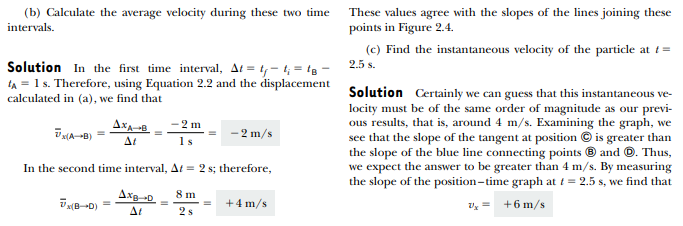 (b) Calculate the average velocity during these two time
intervals.
Solution In the first time interval, Δt = t_f − t_i = t_B −
t_A = 1 s. Therefore, using Equation 2.2 and the displacement
calculated in (a), we find that
v̄_x(A→B) = Δx_A→B / Δt = −2 m / 1 s = −2 m/s
In the second time interval, Δt = 2 s; therefore,
v̄_x(B→D) = Δx_B→D / Δt = 8 m / 2 s = +4 m/s
These values agree with the slopes of the lines joining these
points in Figure 2.4.
(c) Find the instantaneous velocity of the particle at t =
2.5 s.
Solution Certainly we can guess that this instantaneous ve-
locity must be of the same order of magnitude as our previ-
ous results, that is, around 4 m/s. Examining the graph, we
see that the slope of the tangent at position Ⓒ is greater than
the slope of the blue line connecting points Ⓑ and Ⓓ. Thus,
we expect the answer to be greater than 4 m/s. By measuring
the slope of the position–time graph at t = 2.5 s, we find that
v_x = +6 m/s